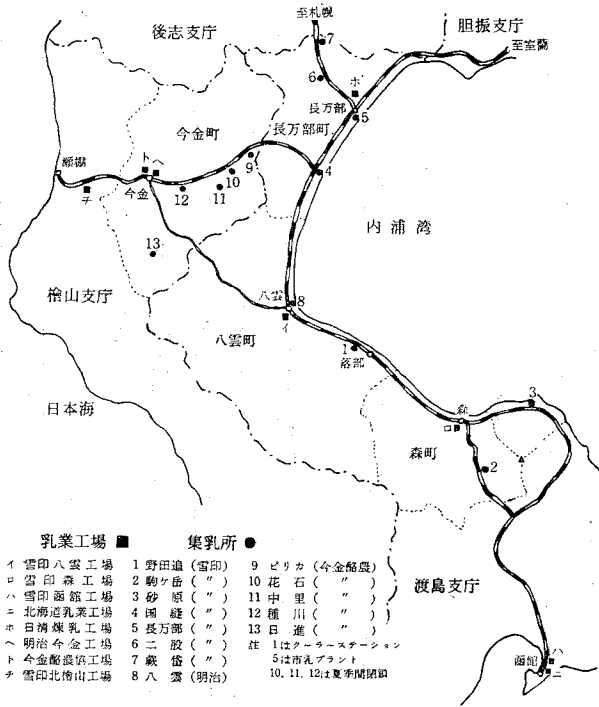 後志支庁
至札幌
胆振支庁
至室蘭
7
6
ホ
長万部
5
今金町
長万部町
瀬棚
ト ヘ
9
10
4
チ
今金
12
11
内浦湾
13
檜山支庁
八雲
8
イ
八雲町
1
落部
日本海
3
森
ロ
森町
2
渡島支庁
函館
ハ
ニ
乳業工場 ■ 集乳所 ●
イ 雪印八雲工場 1 野田追 (雪印) 9 ピリカ (今金酪農)
ロ 雪印森工場 2 駒ヶ岳 (〃) 10 花石 (〃)
ハ 雪印函館工場 3 砂原 (〃) 11 中里 (〃)
ニ 北海道乳業工場 4 国縫 (〃) 12 種川 (〃)
ホ 日清煉乳工場 5 長万部 (〃) 13 日進 (〃)
ヘ 明治今金工場 6 二股 (〃) 註 1はクーラーステーション
ト 今金酪農協工場 7 蕨岱 (〃) 5は市乳プラント
チ 雪印北桧山工場 8 八雲 (明治) 10, 11, 12は夏季間閉鎖